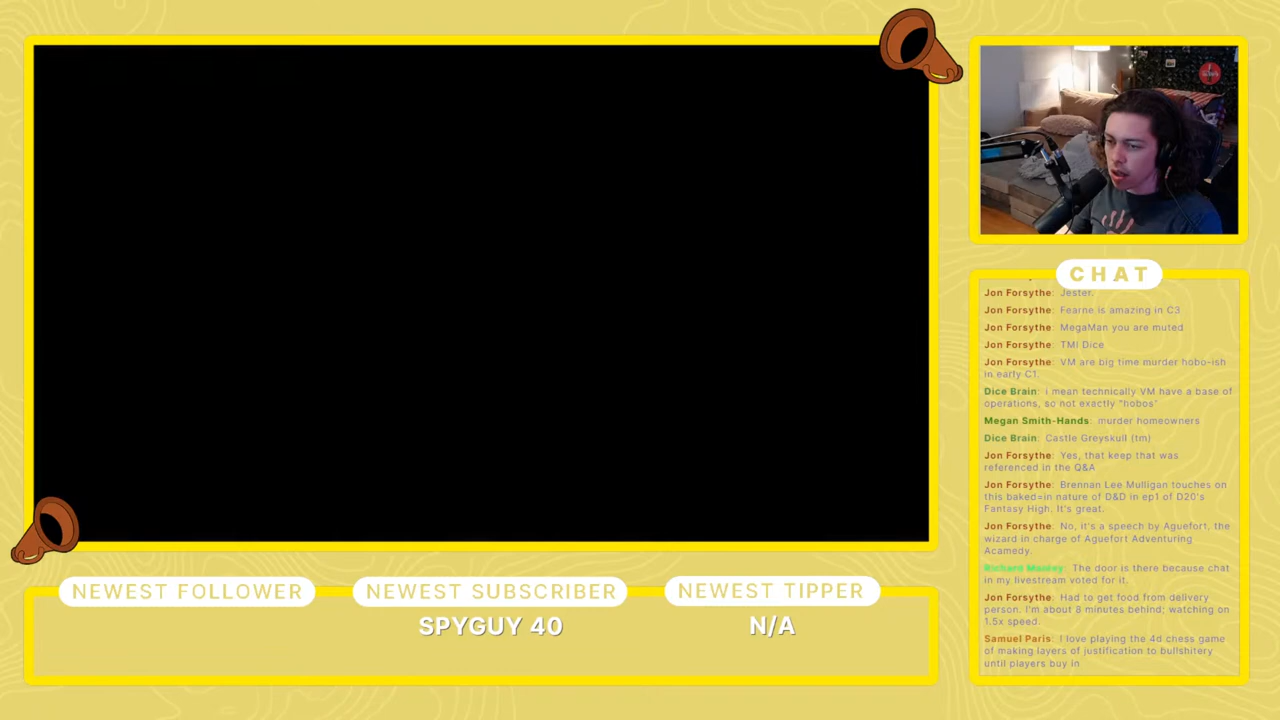 CHAT
Jon Forsythe: Jester.
Jon Forsythe: Fearne is amazing in C3
Jon Forsythe: MegaMan you are muted
Jon Forsythe: TMI Dice
Jon Forsythe: VM are big time murder hobo-ish
in early C1.
Dice Brain: i mean technically VM have a base of
operations, so not exactly "hobos"
Megan Smith-Hands: murder homeowners
Dice Brain: Castle Greyskull (tm)
Jon Forsythe: Yes, that keep that was
referenced in the Q&A
Jon Forsythe: Brennan Lee Mulligan touches on
this baked=in nature of D&D in ep1 of D20's
Fantasy High. It's great.
Jon Forsythe: No, it's a speech by Aguefort, the
wizard in charge of Aguefort Adventuring
Acamedy.
Richard The door is there because chat
in my livestream voted for it.
Jon Forsythe: Had to get food from delivery
person. I'm about 8 minutes behind; watching on
1.5x speed.
Samuel Paris: I love playing the 4d chess game
of making layers of justification to bullshitery
until players buy in
NEWEST FOLLOWER
NEWEST SUBSCRIBER
SPYGUY 40
NEWEST TIPPER
N/A